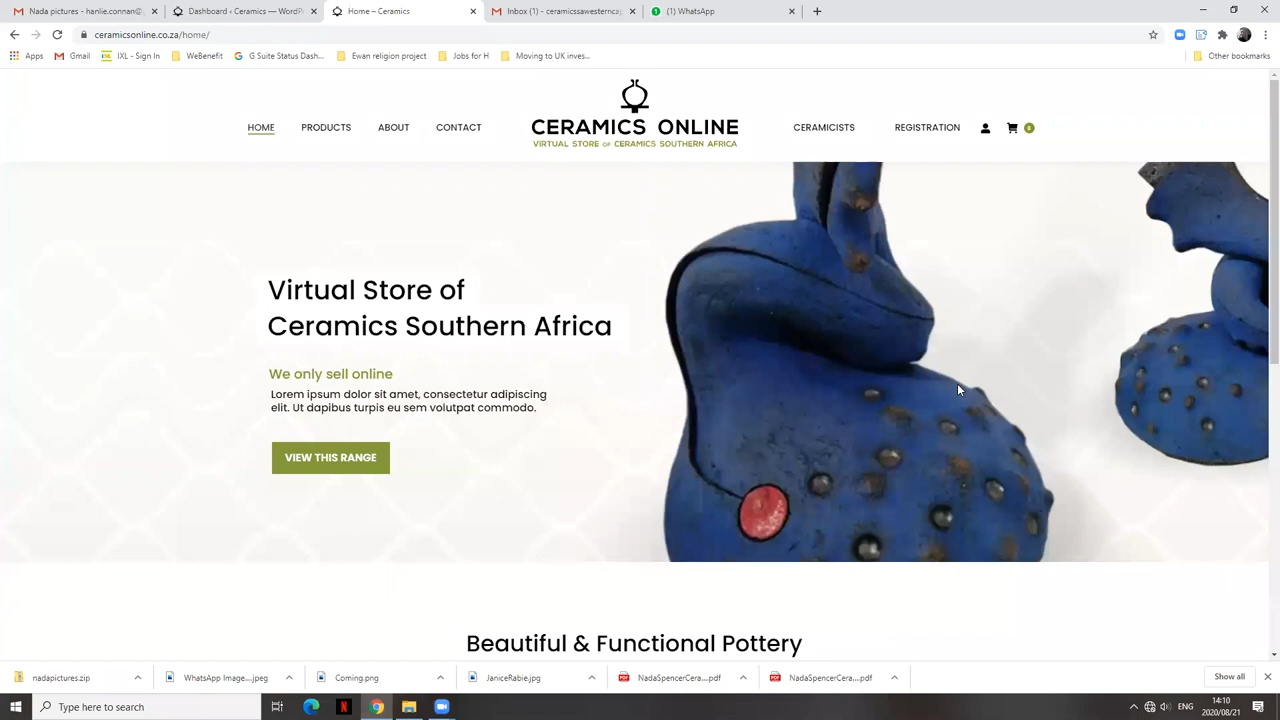 Nada pictures - hanlie.connan@
Dashboard < Ceramics — WordP
Home – Ceramics
Inbox (1) - ceramicssawesternca
(1) WhatsApp
ceramicsonline.co.za/home/
Apps
Gmail
IXL - Sign In
WeBenefit
G Suite Status Dash...
Ewan religion project
Jobs for H
Moving to UK inves...
Other bookmarks
HOME
PRODUCTS
ABOUT
CONTACT
CERAMICS ONLINE
VIRTUAL STORE OF CERAMICS SOUTHERN AFRICA
CERAMICISTS
REGISTRATION
Virtual Store of
Ceramics Southern Africa
We only sell online
Lorem ipsum dolor sit amet, consectetur adipiscing
elit. Ut dapibus turpis eu sem volutpat commodo.
VIEW THIS RANGE
Beautiful & Functional Pottery
nadapictures.zip
WhatsApp Image....jpeg
Coming.png
JaniceRabie.jpg
NadaSpencerCera....pdf
NadaSpencerCera....pdf
Show all
Type here to search
14:10
2020/08/21